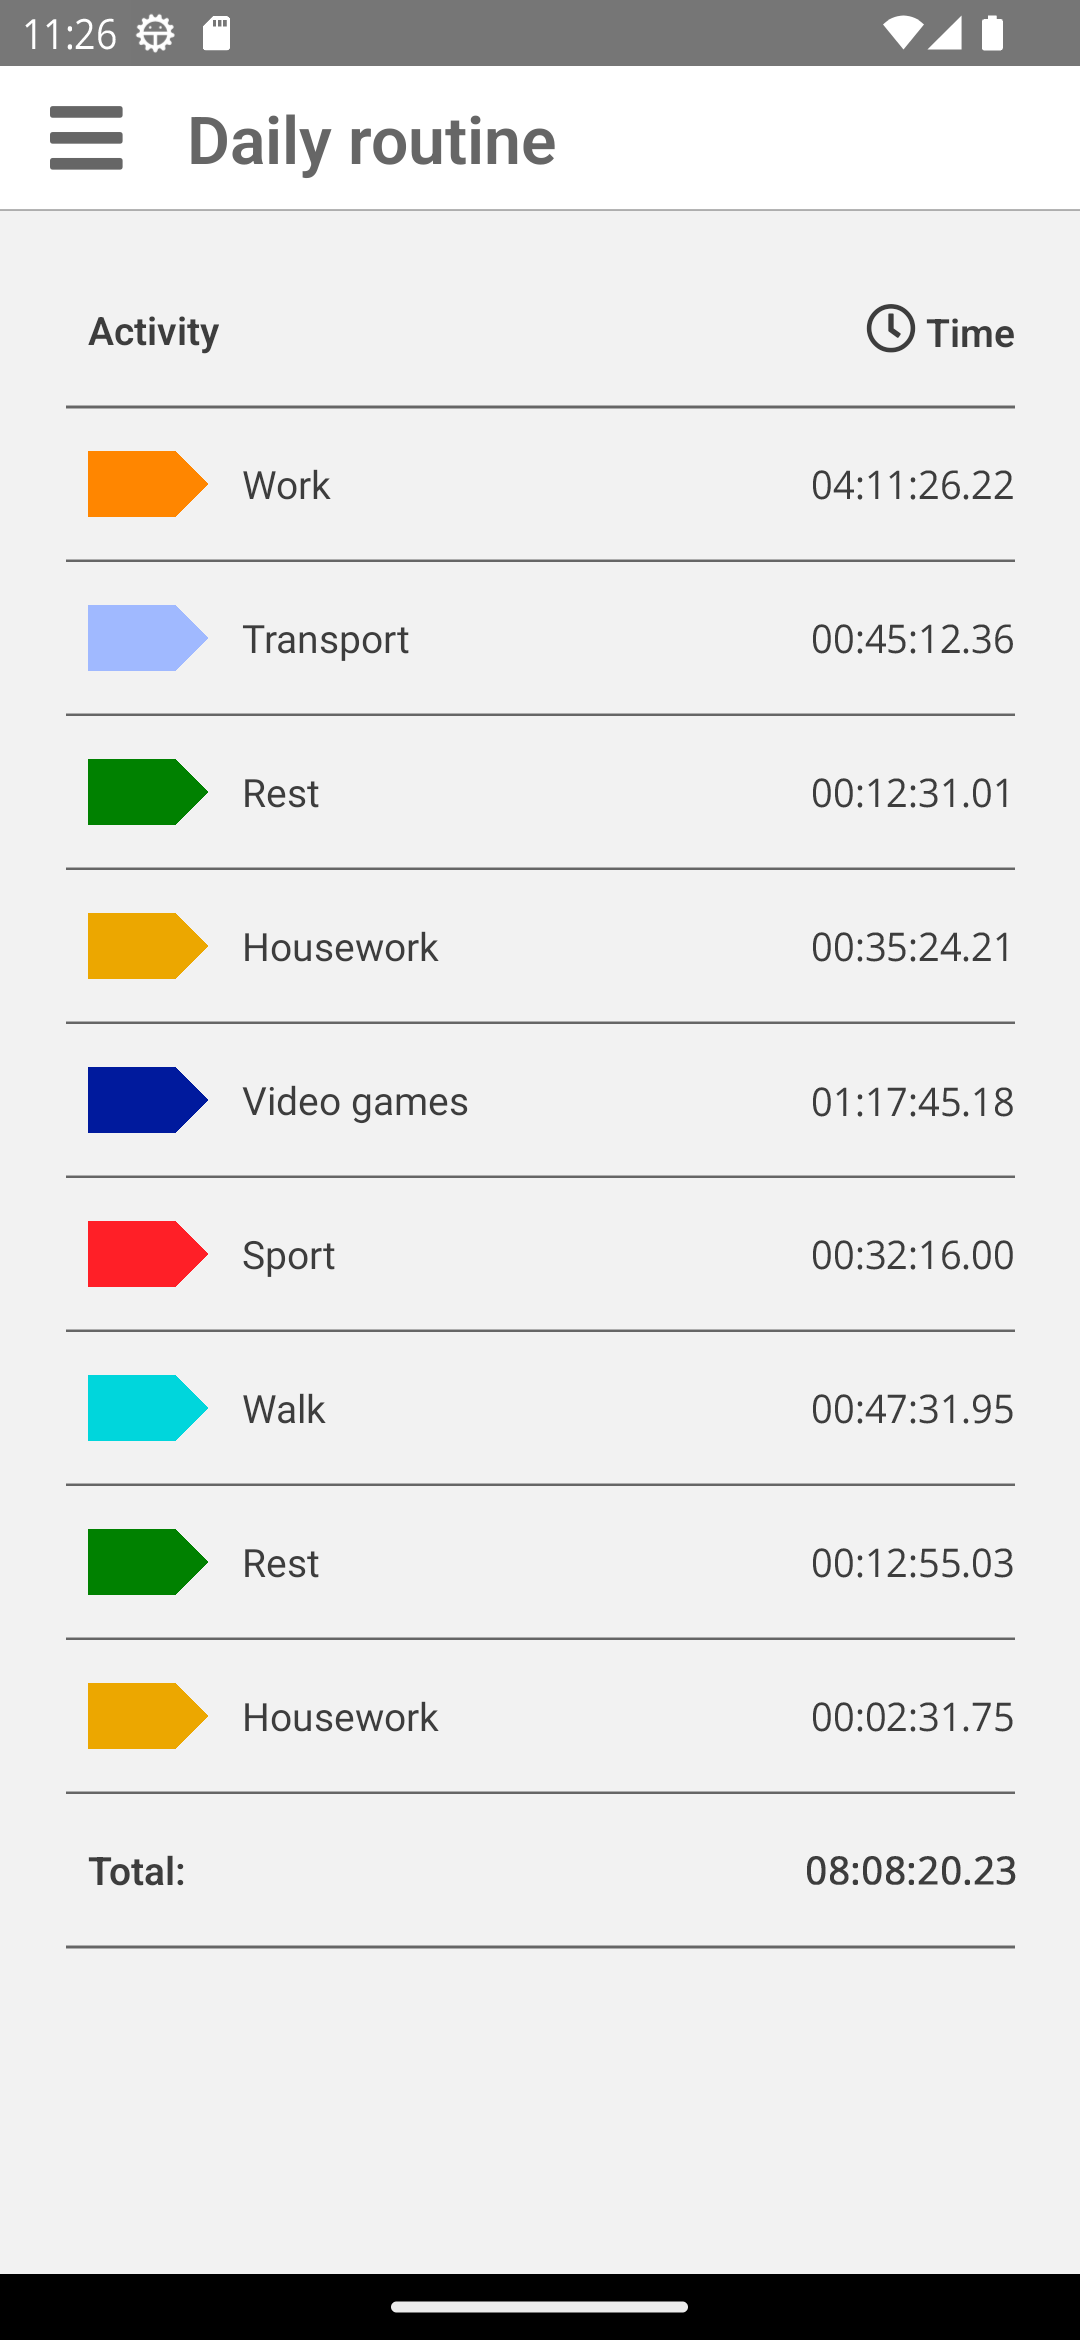 11:26
Daily routine
Activity Time
Work 04:11:26.22
Transport 00:45:12.36
Rest 00:12:31.01
Housework 00:35:24.21
Video games 01:17:45.18
Sport 00:32:16.00
Walk 00:47:31.95
Rest 00:12:55.03
Housework 00:02:31.75
Total: 08:08:20.23